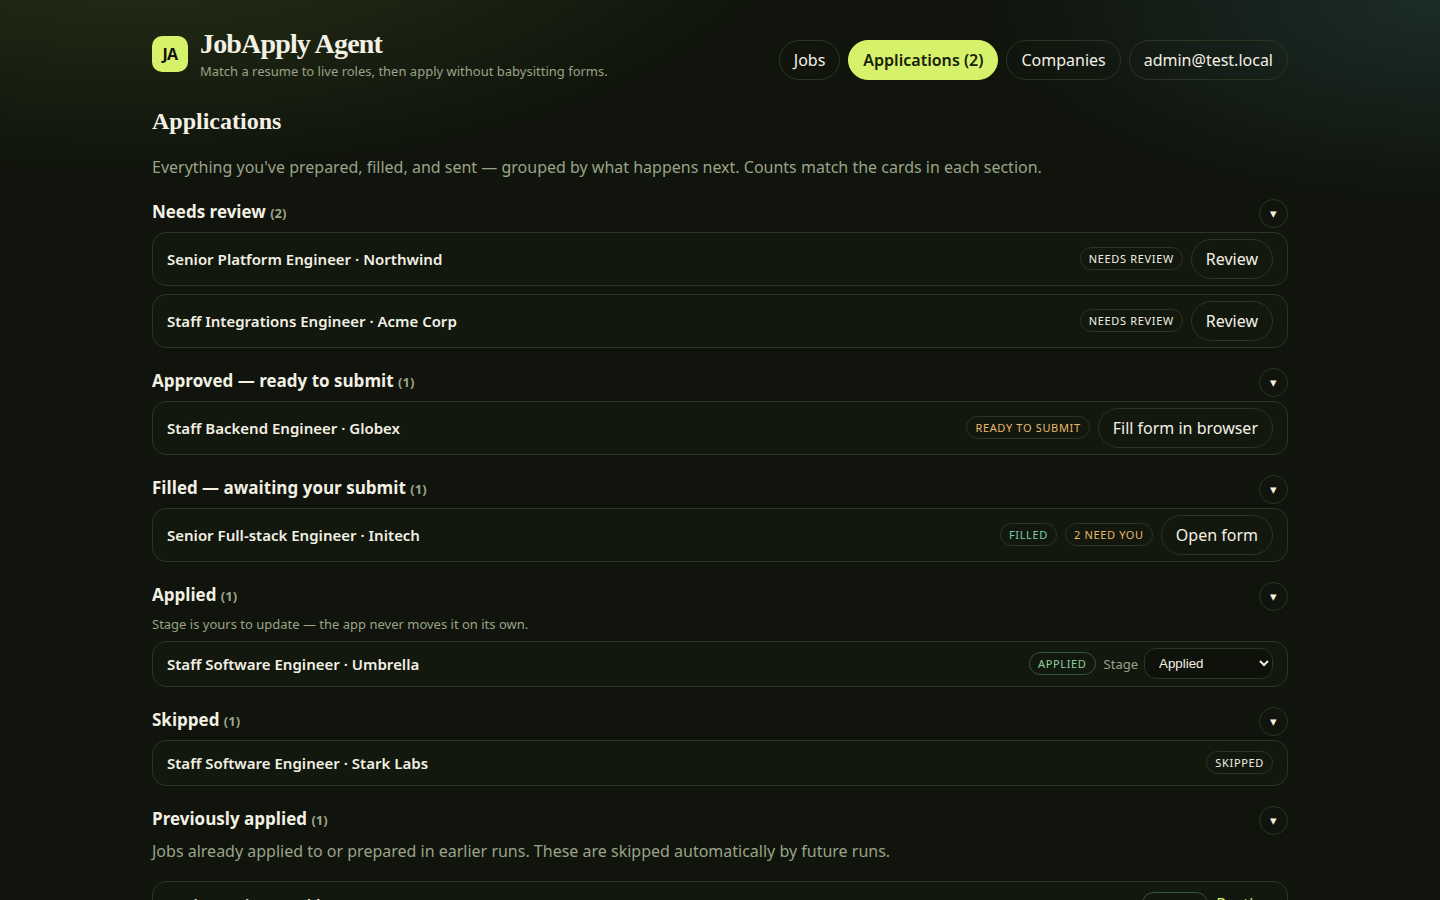 JA
JobApply Agent
Match a resume to live roles, then apply without babysitting forms.
Jobs
Applications (2)
Companies
admin@test.local
Applications
Everything you've prepared, filled, and sent — grouped by what happens next. Counts match the cards in each section.
Needs review (2)
Senior Platform Engineer · Northwind
NEEDS REVIEW
Review
Staff Integrations Engineer · Acme Corp
NEEDS REVIEW
Review
Approved — ready to submit (1)
Staff Backend Engineer · Globex
READY TO SUBMIT
Fill form in browser
Filled — awaiting your submit (1)
Senior Full-stack Engineer · Initech
FILLED
2 NEED YOU
Open form
Applied (1)
Stage is yours to update — the app never moves it on its own.
Staff Software Engineer · Umbrella
APPLIED
Stage
Applied
Skipped (1)
Staff Software Engineer · Stark Labs
SKIPPED
Previously applied (1)
Jobs already applied to or prepared in earlier runs. These are skipped automatically by future runs.